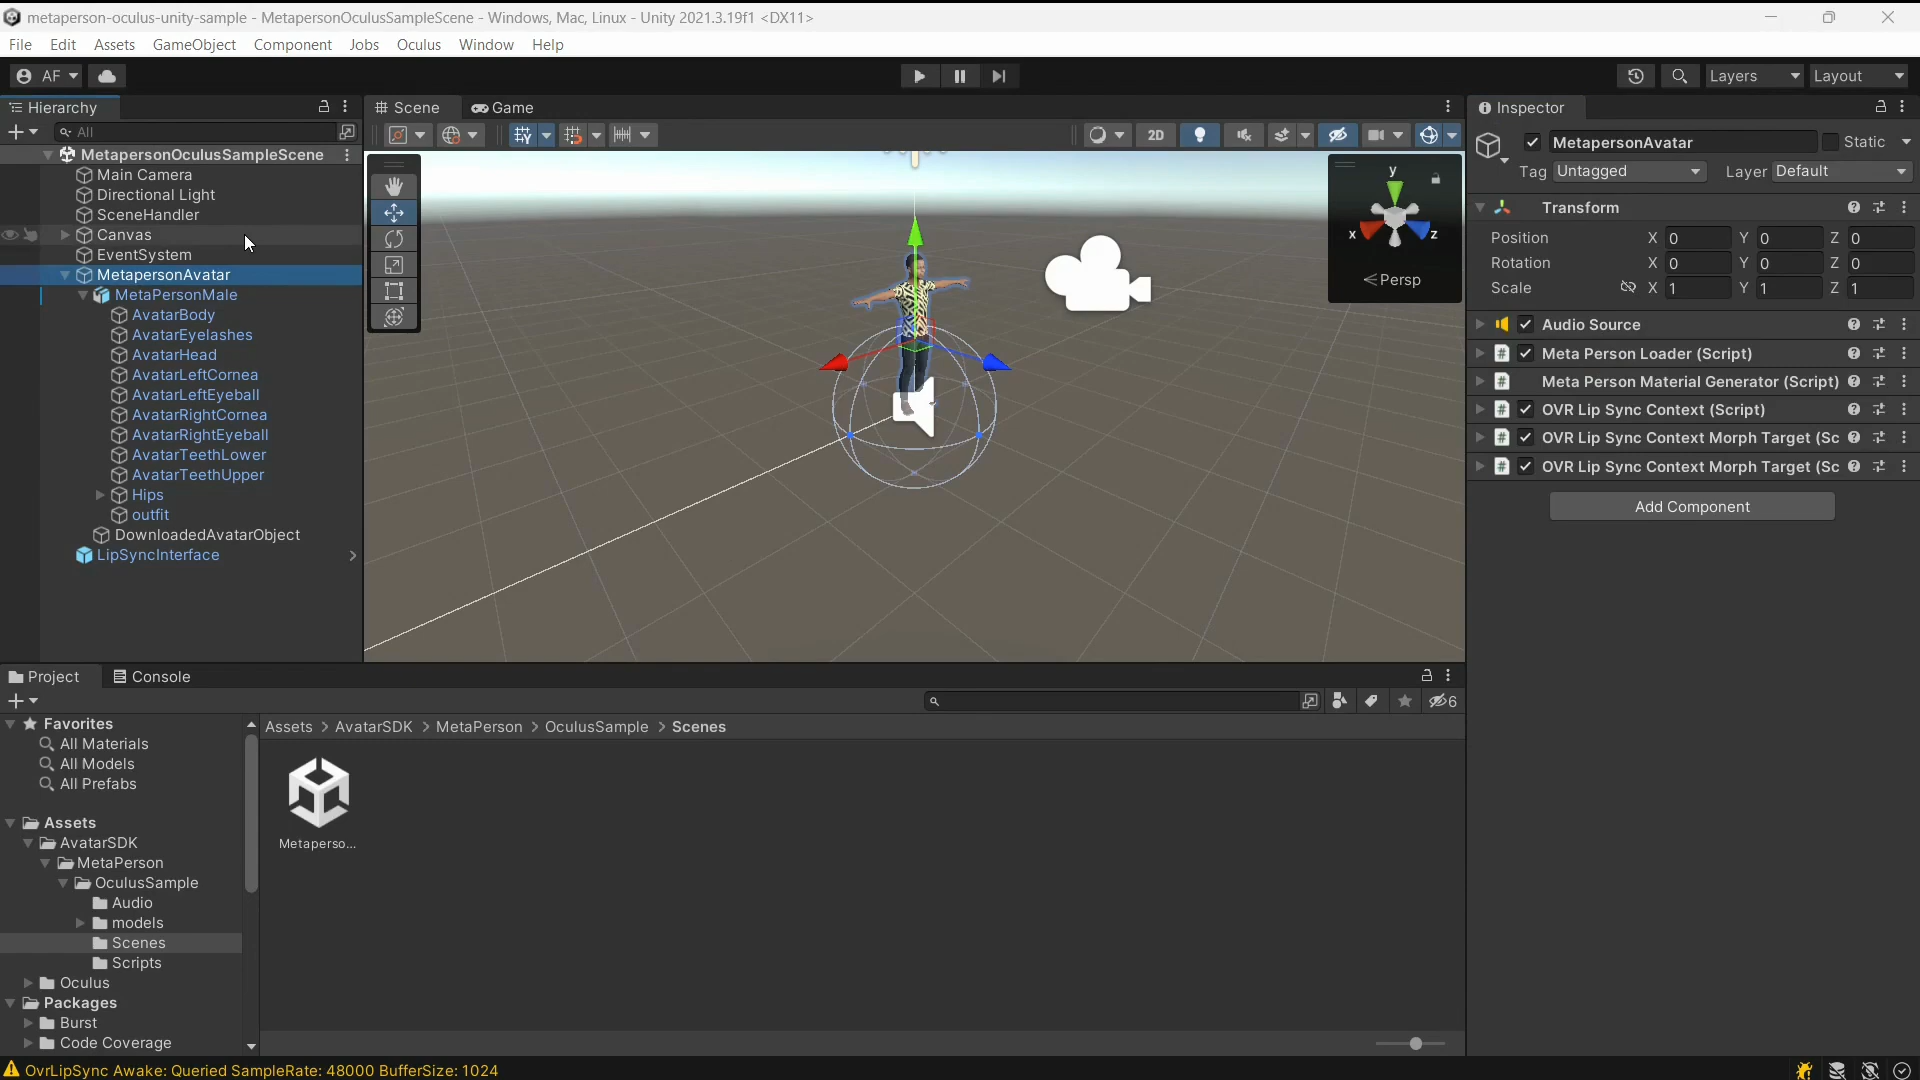 metaperson-oculus-unity-sample - MetapersonOculusSampleScene - Windows, Mac, Linux - Unity 2021.3.19f1 <DX11>
File Edit Assets GameObject Component Jobs Oculus Window Help
AF Layers Layout
Hierarchy
All
MetapersonOculusSampleScene
Main Camera
Directional Light
SceneHandler
Canvas
EventSystem
MetapersonAvatar
MetaPersonMale
AvatarBody
AvatarEyelashes
AvatarHead
AvatarLeftCornea
AvatarLeftEyeball
AvatarRightCornea
AvatarRightEyeball
AvatarTeethLower
AvatarTeethUpper
Hips
outfit
DownloadedAvatarObject
LipSyncInterface
Scene Game
2D
y
x z
Persp
Inspector
MetapersonAvatar Static
Tag Untagged Layer Default
Transform
Position X 0 Y 0 Z 0
Rotation X 0 Y 0 Z 0
Scale X 1 Y 1 Z 1
Audio Source
Meta Person Loader (Script)
Meta Person Material Generator (Script)
OVR Lip Sync Context (Script)
OVR Lip Sync Context Morph Target (Sc
OVR Lip Sync Context Morph Target (Sc
Add Component
Project Console
6
Favorites
All Materials
All Models
All Prefabs
Assets
AvatarSDK
MetaPerson
OculusSample
Audio
models
Scenes
Scripts
Oculus
Packages
Burst
Code Coverage
Assets > AvatarSDK > MetaPerson > OculusSample > Scenes
Metaperso...
OvrLipSync Awake: Queried SampleRate: 48000 BufferSize: 1024